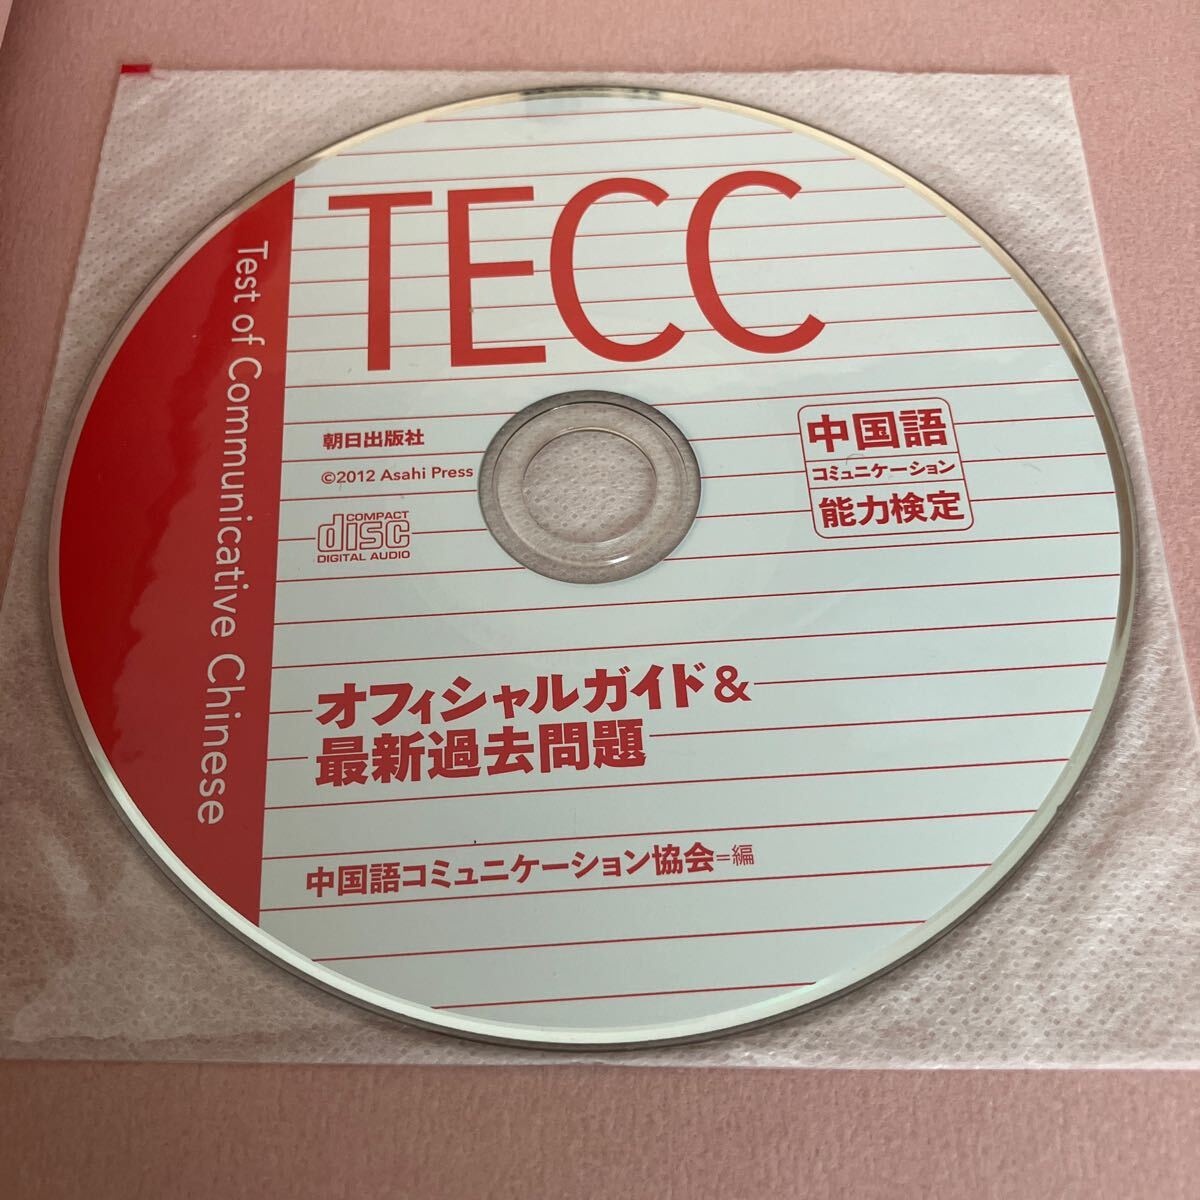 TECC
Test of Communicative Chinese
朝日出版社
©2012 Asahi Press
COMPACT
disc
DIGITAL AUDIO
中国語
コミュニケーション
能力検定
オフィシャルガイド&
最新過去問題
中国語コミュニケーション協会=編